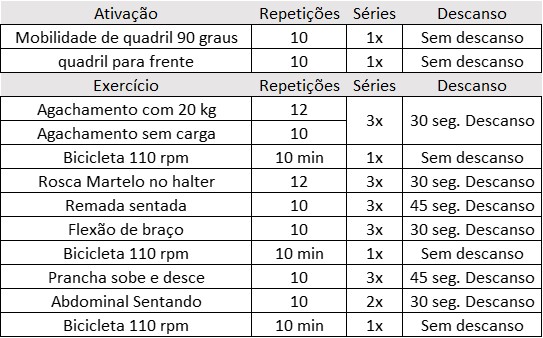 Ativação Repetições Séries Descanso
Mobilidade de quadril 90 graus 10 1x Sem descanso
quadril para frente 10 1x Sem descanso
Exercício Repetições Séries Descanso
Agachamento com 20 kg 12 3x 30 seg. Descanso
Agachamento sem carga 10
Bicicleta 110 rpm 10 min 1x Sem descanso
Rosca Martelo no halter 12 3x 30 seg. Descanso
Remada sentada 10 3x 45 seg. Descanso
Flexão de braço 10 3x 30 seg. Descanso
Bicicleta 110 rpm 10 min 1x Sem descanso
Prancha sobe e desce 10 3x 45 seg. Descanso
Abdominal Sentando 10 2x 30 seg. Descanso
Bicicleta 110 rpm 10 min 1x Sem descanso